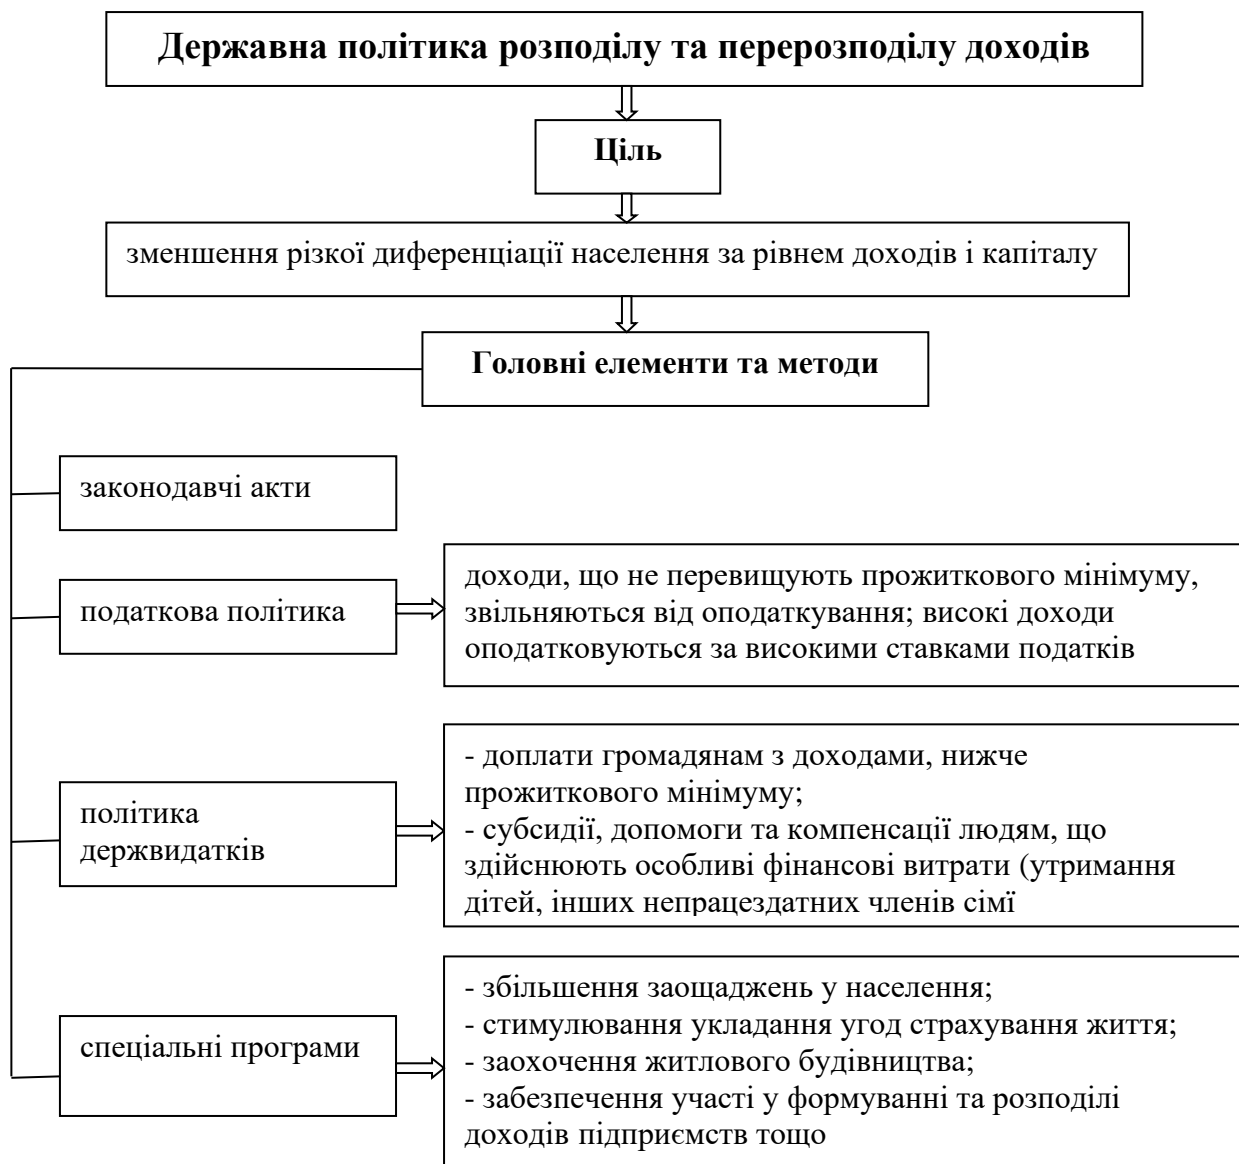 Державна політика розподілу та перерозподілу доходів
Ціль
зменшення різкої диференціації населення за рівнем доходів і капіталу
Головні елементи та методи
законодавчі акти
податкова політика
доходи, що не перевищують прожиткового мінімуму,
звільняються від оподаткування; високі доходи
оподатковуються за високими ставками податків
політика
держвидатків
- доплати громадянам з доходами, нижче
прожиткового мінімуму;
- субсидії, допомоги та компенсації людям, що
здійснюють особливі фінансові витрати (утримання
дітей, інших непрацездатних членів сімї
спеціальні програми
- збільшення заощаджень у населення;
- стимулювання укладання угод страхування життя;
- заохочення житлового будівництва;
- забезпечення участі у формуванні та розподілі
доходів підприємств тощо